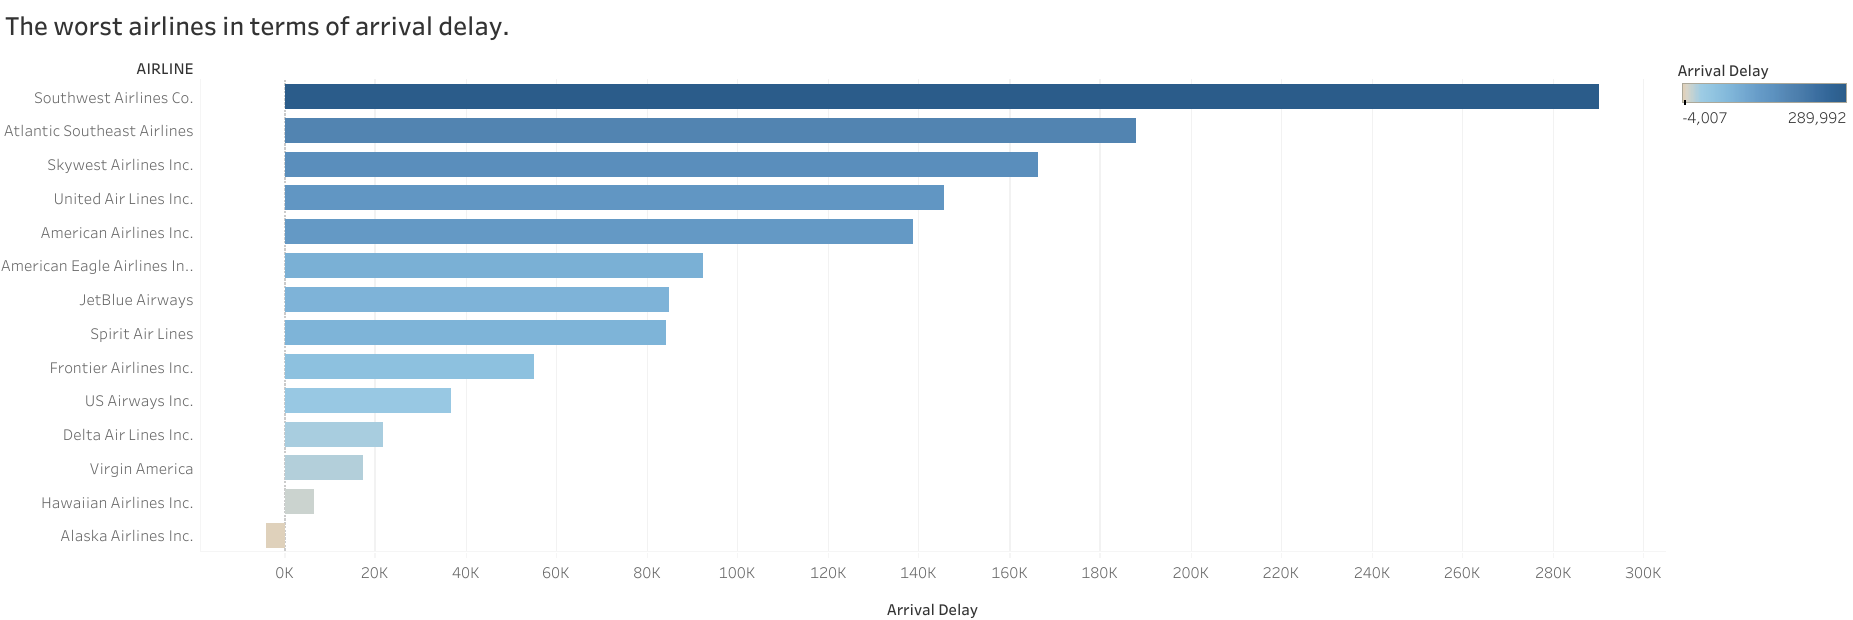 The worst airlines in terms of arrival delay.
AIRLINE
Southwest Airlines Co.
Atlantic Southeast Airlines
Skywest Airlines Inc.
United Air Lines Inc.
American Airlines Inc.
American Eagle Airlines In..
JetBlue Airways
Spirit Air Lines
Frontier Airlines Inc.
US Airways Inc.
Delta Air Lines Inc.
Virgin America
Hawaiian Airlines Inc.
Alaska Airlines Inc.
0K 20K 40K 60K 80K 100K 120K 140K 160K 180K 200K 220K 240K 260K 280K 300K
Arrival Delay
Arrival Delay
-4,007 289,992